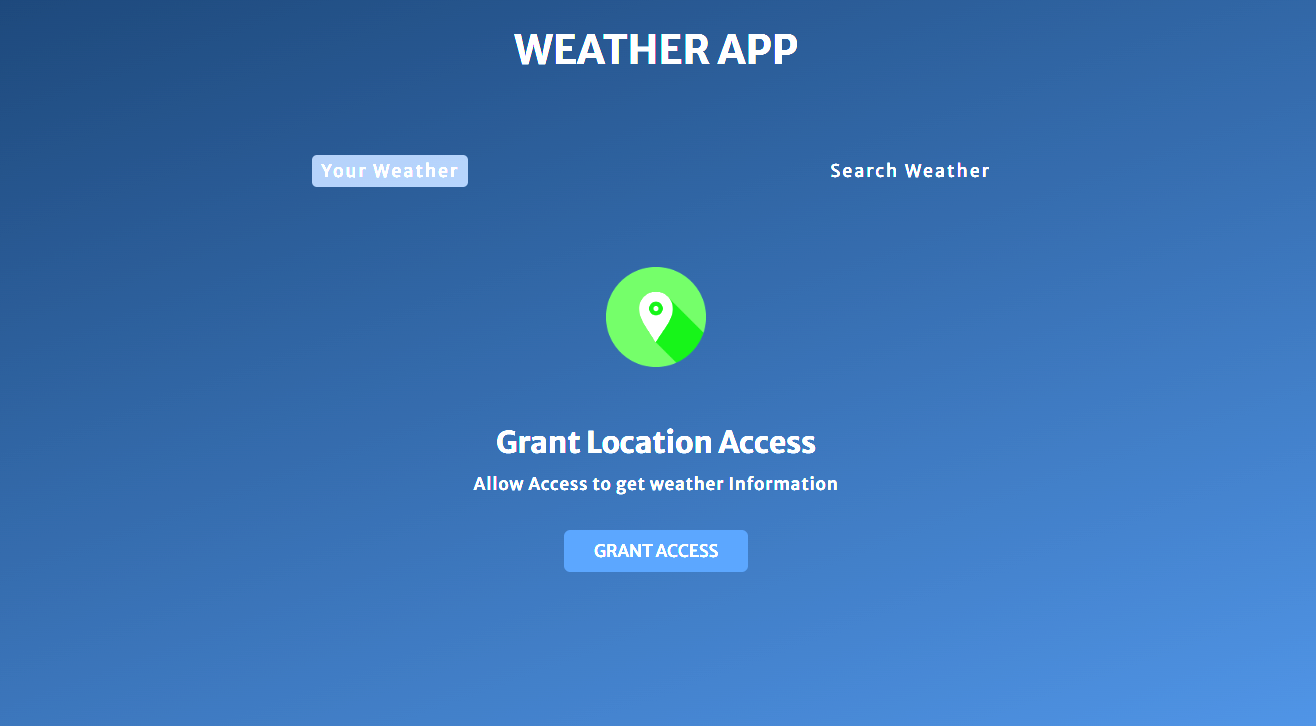 WEATHER APP
Your Weather
Search Weather
Grant Location Access
Allow Access to get weather Information
GRANT ACCESS